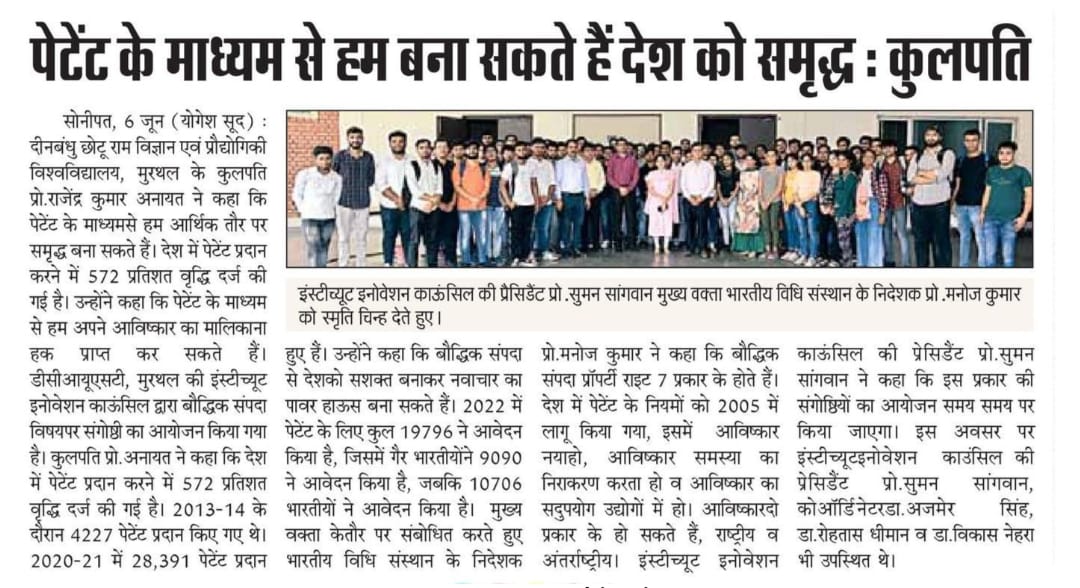 पेटेंट के माध्यम से हम बना सकते हैं देश को समृद्ध : कुलपति
सोनीपत, 6 जून (योगेश सूद) :
दीनबंधु छोटू राम विज्ञान एवं प्रौद्योगिकी
विश्वविद्यालय, मुरथल के कुलपति
प्रो.राजेंद्र कुमार अनायत ने कहा कि
पेटेंट के माध्यमसे हम आर्थिक तौर पर
समृद्ध बना सकते हैं। देश में पेटेंट प्रदान
करने में 572 प्रतिशत वृद्धि दर्ज की
गई है। उन्होंने कहा कि पेटेंट के माध्यम
से हम अपने आविष्कार का मालिकाना
हक प्राप्त कर सकते हैं।
डीसीआयूएसटी, मुरथल की इंस्टीच्यूट
इनोवेशन काऊंसिल द्वारा बौद्धिक संपदा
विषयपर संगोष्ठी का आयोजन किया गया
है। कुलपति प्रो.अनायत ने कहा कि देश
में पेटेंट प्रदान करने में 572 प्रतिशत
वृद्धि दर्ज की गई है। 2013-14 के
दौरान 4227 पेटेंट प्रदान किए गए थे।
2020-21 में 28,391 पेटेंट प्रदान
इंस्टीच्यूट इनोवेशन काऊंसिल की प्रैसिडैंट प्रो.सुमन सांगवान मुख्य वक्ता भारतीय विधि संस्थान के निदेशक प्रो.मनोज कुमार
को स्मृति चिन्ह देते हुए।
हुए हैं। उन्होंने कहा कि बौद्धिक संपदा
से देशको सशक्त बनाकर नवाचार का
पावर हाऊस बना सकते हैं। 2022 में
पेटेंट के लिए कुल 19796 ने आवेदन
किया है, जिसमें गैर भारतीयोंने 9090
ने आवेदन किया है, जबकि 10706
भारतीयों ने आवेदन किया है। मुख्य
वक्ता केतौर पर संबोधित करते हुए
भारतीय विधि संस्थान के निदेशक
प्रो.मनोज कुमार ने कहा कि बौद्धिक
संपदा प्रॉपर्टी राइट 7 प्रकार के होते हैं।
देश में पेटेंट के नियमों को 2005 में
लागू किया गया, इसमें आविष्कार
नयाहो, आविष्कार समस्या का
निराकरण करता हो व आविष्कार का
सदुपयोग उद्योगों में हो। आविष्कारदो
प्रकार के हो सकते हैं, राष्ट्रीय व
अंतर्राष्ट्रीय। इंस्टीच्यूट इनोवेशन
काऊंसिल की प्रेसिडैंट प्रो.सुमन
सांगवान ने कहा कि इस प्रकार की
संगोष्ठियों का आयोजन समय समय पर
किया जाएगा। इस अवसर पर
इंस्टीच्यूटइनोवेशन काउंसिल की
प्रेसिडैंट प्रो.सुमन सांगवान,
कोऑर्डिनेटरडा.अजमेर सिंह,
डा.रोहतास धीमान व डा.विकास नेहरा
भी उपस्थित थे।